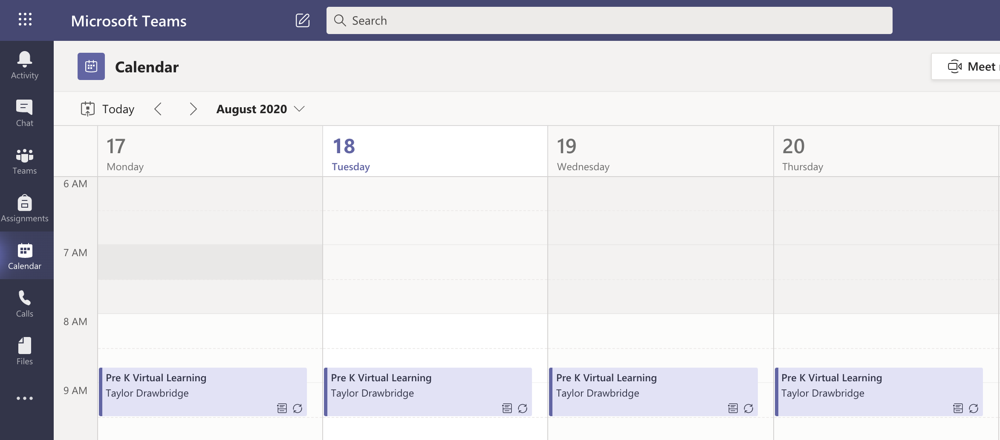 Microsoft Teams
Search
Activity
Chat
Teams
Assignments
Calendar
Calls
Files
Calendar
Meet
Today
August 2020
17
Monday
18
Tuesday
19
Wednesday
20
Thursday
6 AM
7 AM
8 AM
9 AM
Pre K Virtual Learning
Taylor Drawbridge
Pre K Virtual Learning
Taylor Drawbridge
Pre K Virtual Learning
Taylor Drawbridge
Pre K Virtual Learning
Taylor Drawbridge